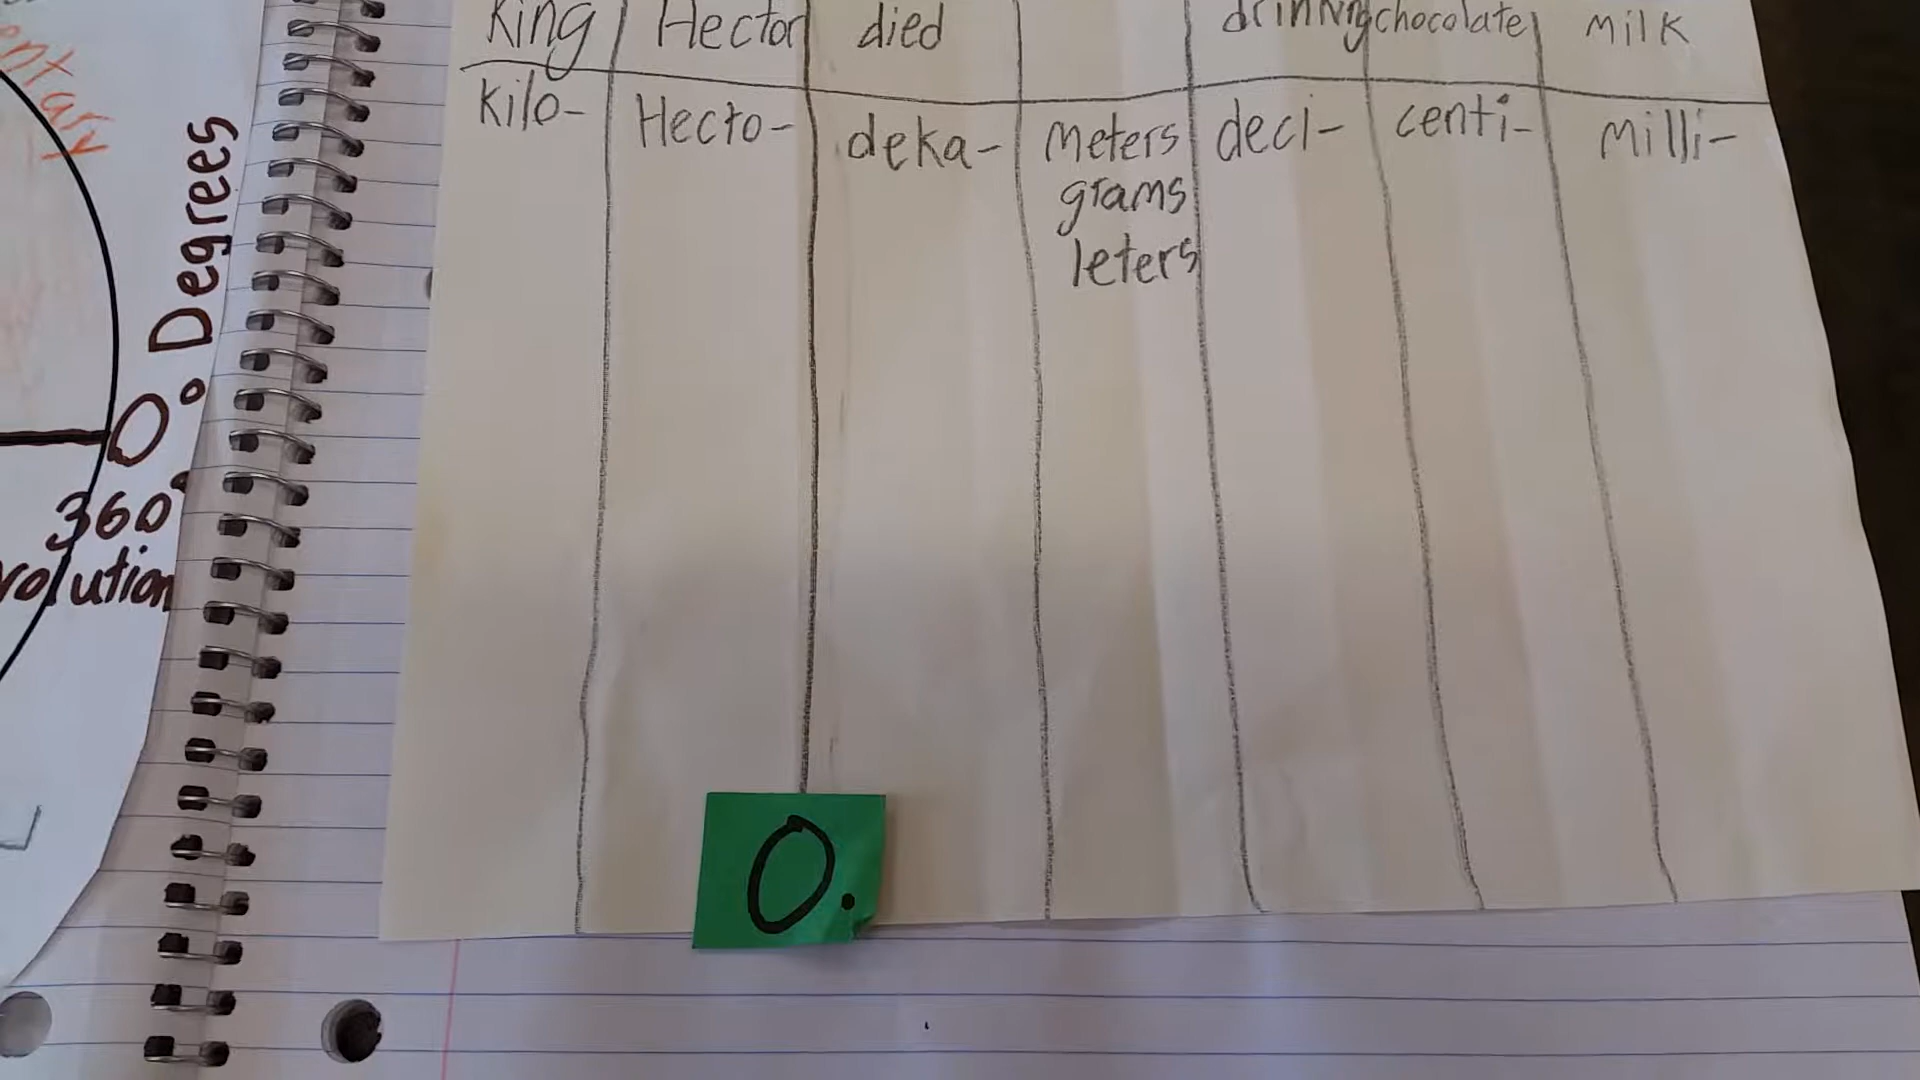 King Hector died drinking chocolate milk
Kilo- Hecto- deka- meters deci- centi- milli-
grams
leters
0.
Degrees
0°
360°